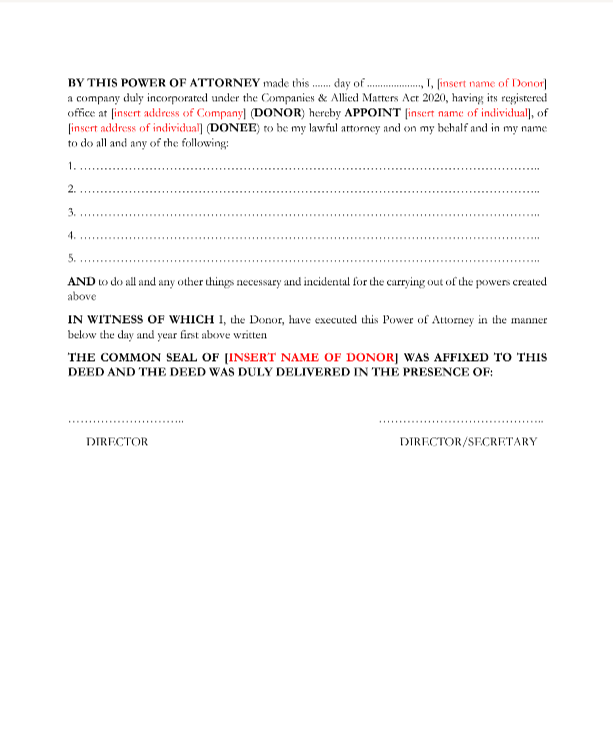 BY THIS POWER OF ATTORNEY made this ....... day of ...................., I, [insert name of Donor]
a company duly incorporated under the Companies & Allied Matters Act 2020, having its registered
office at [insert address of Company] (DONOR) hereby APPOINT [insert name of individual], of
[insert address of individual] (DONEE) to be my lawful attorney and on my behalf and in my name
to do all and any of the following:
1. ……………………………………………………………………………………………..
2. ……………………………………………………………………………………………..
3. ……………………………………………………………………………………………..
4. ……………………………………………………………………………………………..
5. ……………………………………………………………………………………………..
AND to do all and any other things necessary and incidental for the carrying out of the powers created
above
IN WITNESS OF WHICH I, the Donor, have executed this Power of Attorney in the manner
below the day and year first above written
THE COMMON SEAL OF [INSERT NAME OF DONOR] WAS AFFIXED TO THIS
DEED AND THE DEED WAS DULY DELIVERED IN THE PRESENCE OF:
……………………….. …………………………………..
DIRECTOR DIRECTOR/SECRETARY